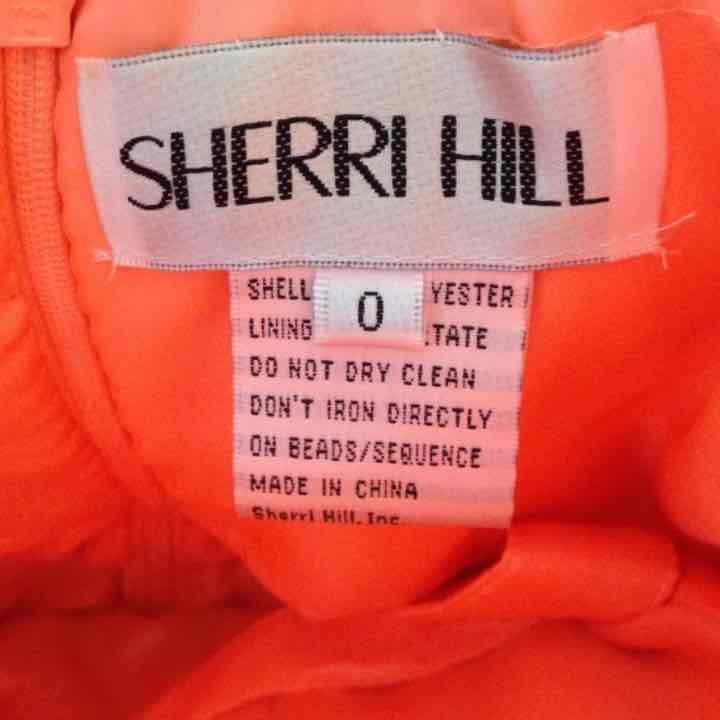 SHERRI HILL
0
SHELL YESTER
LINING TATE
DO NOT DRY CLEAN
DON'T IRON DIRECTLY
ON BEADS/SEQUENCE
MADE IN CHINA
Sherri Hill, Inc